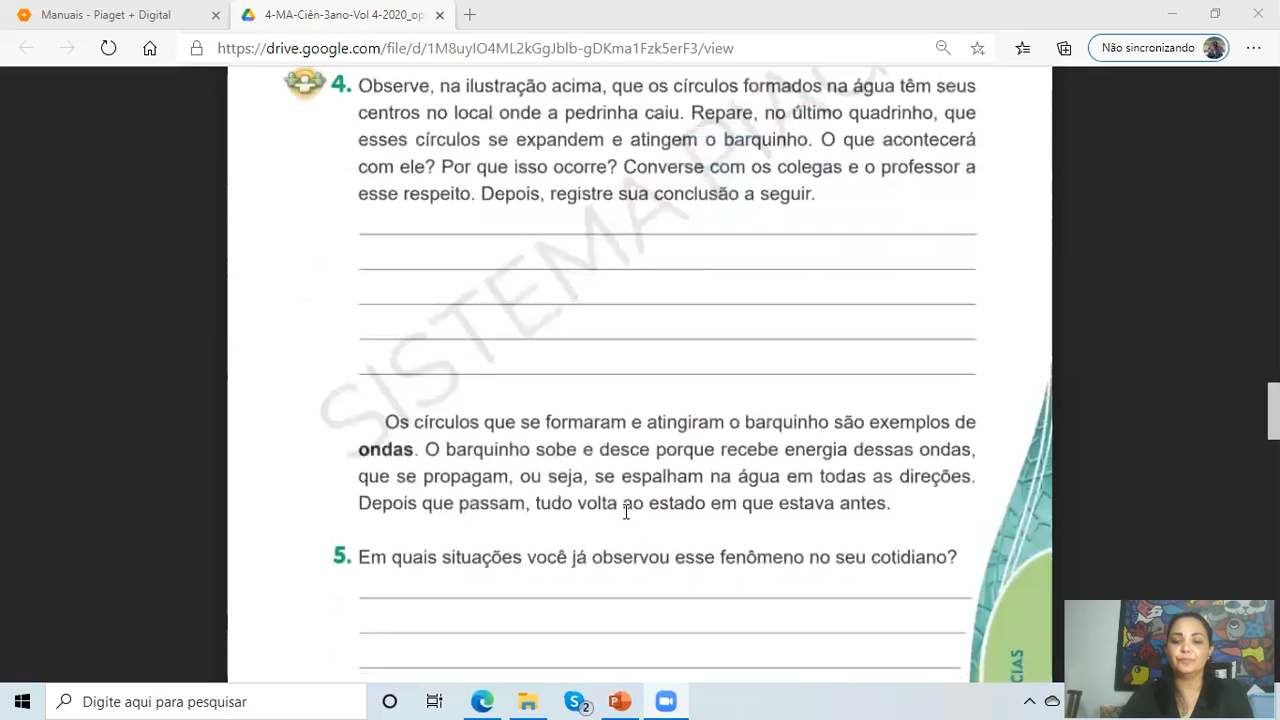 Manuais - Piaget + Digital
4-MA-Ciên-3ano-Vol 4-2020_op
https://drive.google.com/file/d/1M8uyIO4ML2kGgJblb-gDKma1Fzk5erF3/view
Não sincronizando
4. Observe, na ilustração acima, que os círculos formados na água têm seus
centros no local onde a pedrinha caiu. Repare, no último quadrinho, que
esses círculos se expandem e atingem o barquinho. O que acontecerá
com ele? Por que isso ocorre? Converse com os colegas e o professor a
esse respeito. Depois, registre sua conclusão a seguir.
SISTEMA PIAG
Os círculos que se formaram e atingiram o barquinho são exemplos de
ondas. O barquinho sobe e desce porque recebe energia dessas ondas,
que se propagam, ou seja, se espalham na água em todas as direções.
Depois que passam, tudo volta ao estado em que estava antes.
5. Em quais situações você já observou esse fenômeno no seu cotidiano?
CIAS
Digite aqui para pesquisar
2